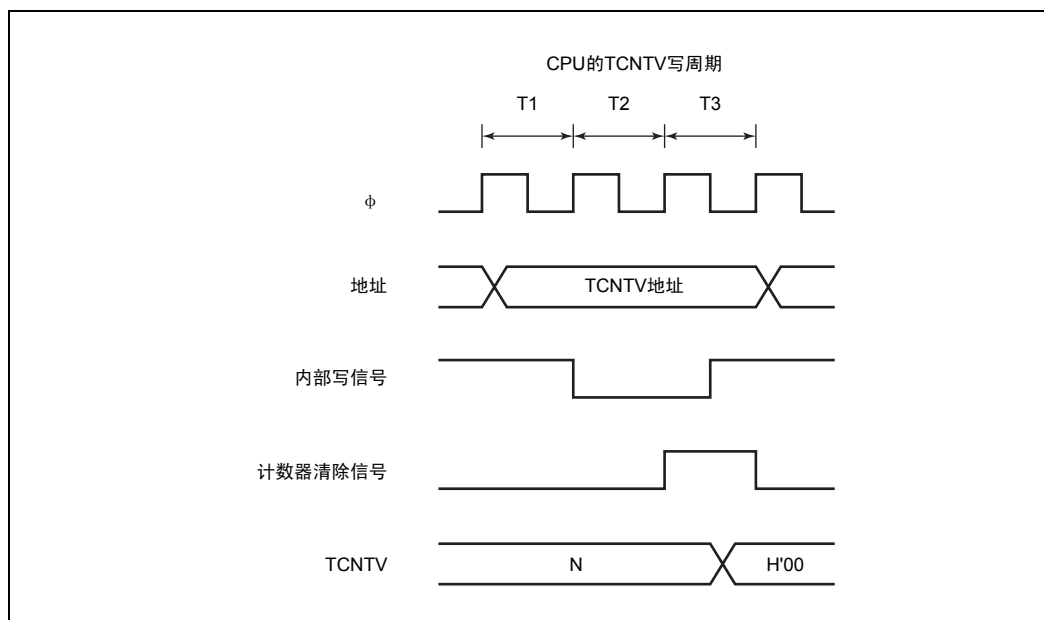 CPU的TCNTV写周期
T1 T2 T3
φ
地址 TCNTV地址
内部写信号
计数器清除信号
TCNTV N H'00